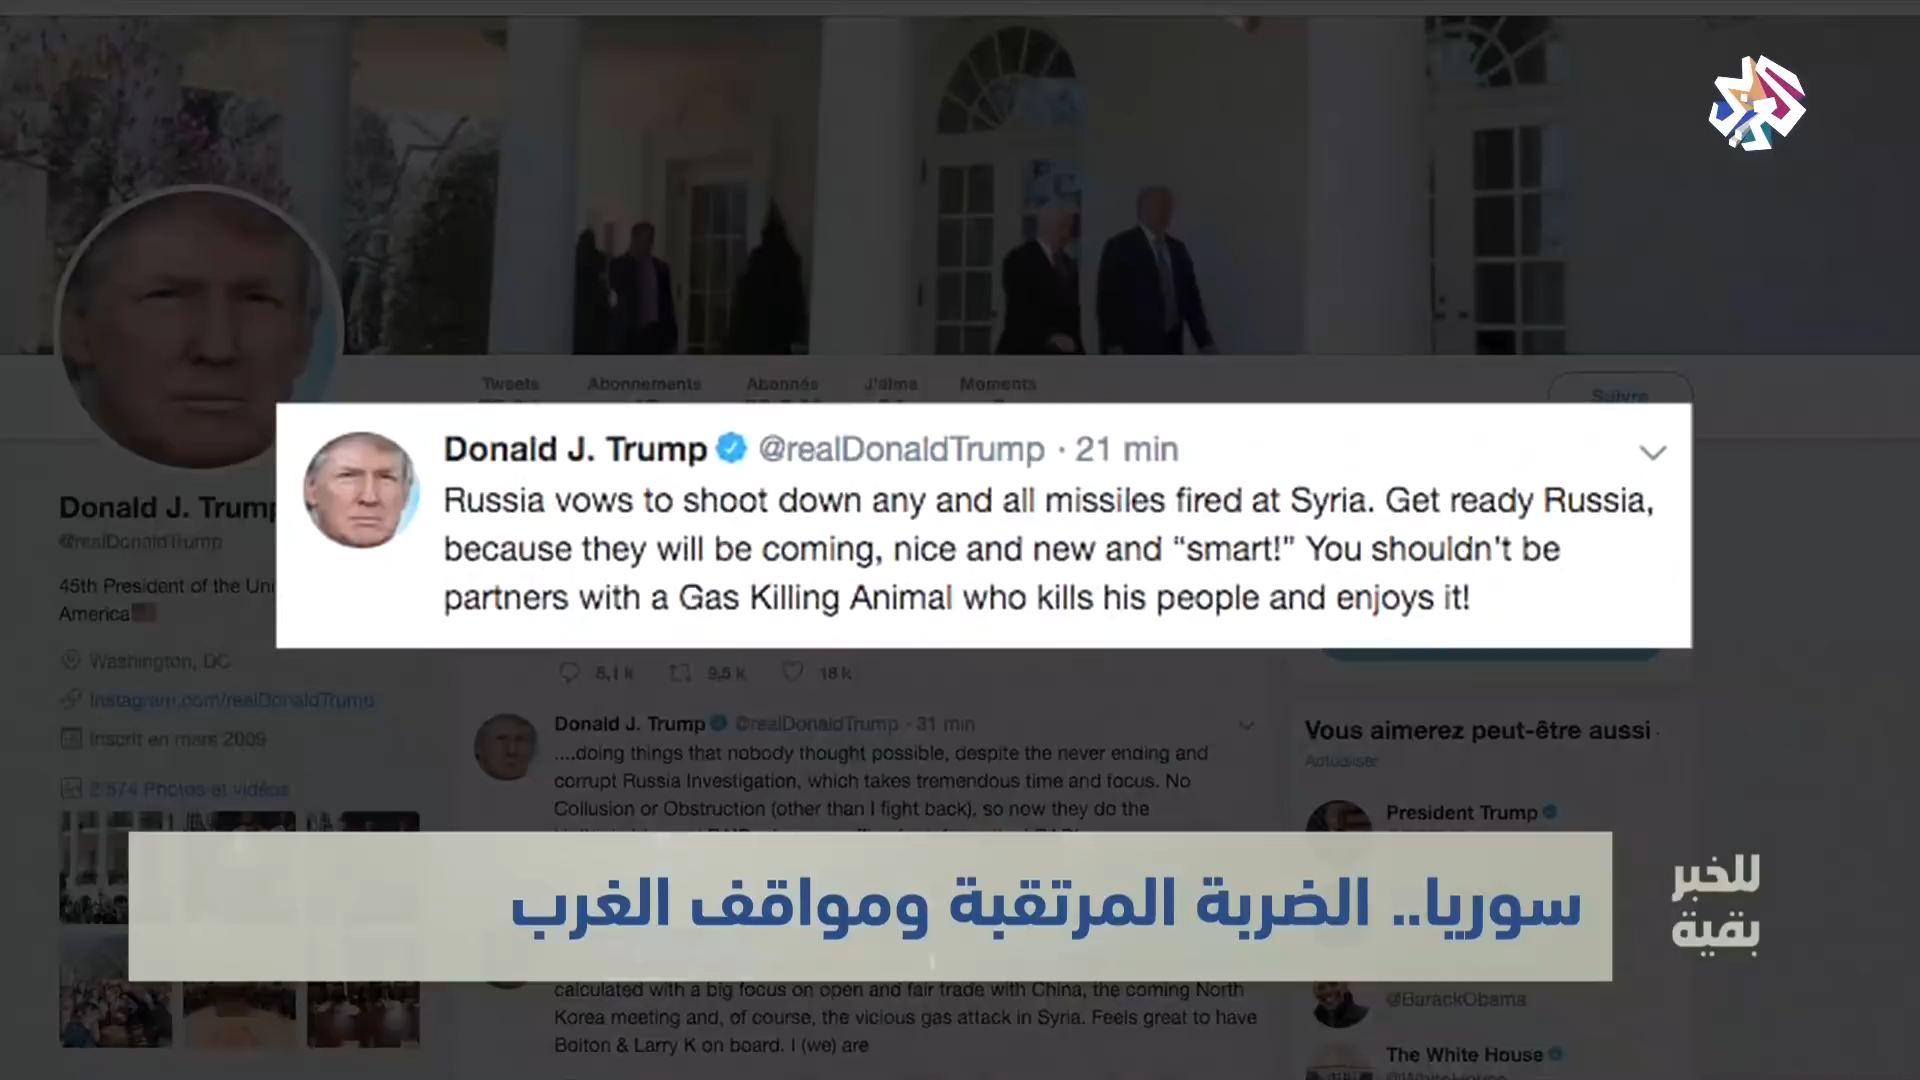 Tweets Abonnements Abonnés J'aime Moments
Suivre
Donald J. Trump @realDonaldTrump · 21 min
Russia vows to shoot down any and all missiles fired at Syria. Get ready Russia,
because they will be coming, nice and new and “smart!” You shouldn’t be
partners with a Gas Killing Animal who kills his people and enjoys it!
Donald J. Trump
@realDonaldTrump
45th President of the
America
Washington, DC
Instagram.com/realDonaldTrump
Inscrit en mars 2009
2 574 Photos et vidéos
5,1 k 9,5 k 18 k
Donald J. Trump @realDonaldTrump · 31 min
....doing things that nobody thought possible, despite the never ending and
corrupt Russia Investigation, which takes tremendous time and focus. No
Collusion or Obstruction (other than I fight back), so now they do the
calculated with a big focus on open and fair trade with China, the coming North
Korea meeting and, of course, the vicious gas attack in Syria. Feels great to have
Bolton & Larry K on board. I (we) are
Vous aimerez peut-être aussi ·
Actualiser
President Trump
@BarackObama
The White House
@WhiteHouse
سوريا.. الضربة المرتقبة ومواقف الغرب
للخبر
بقية